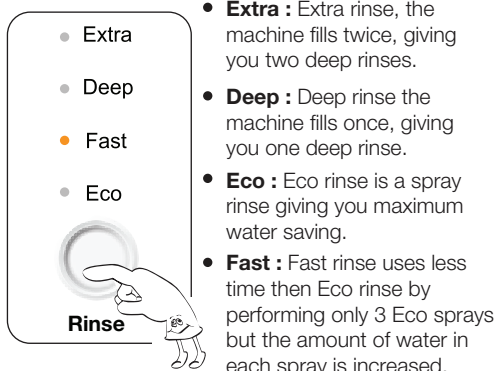 Extra
Deep
Fast
Eco
Rinse
• Extra : Extra rinse, the
machine fills twice, giving
you two deep rinses.
• Deep : Deep rinse the
machine fills once, giving
you one deep rinse.
• Eco : Eco rinse is a spray
rinse giving you maximum
water saving.
• Fast : Fast rinse uses less
time then Eco rinse by
performing only 3 Eco sprays
but the amount of water in
each spray is increased.